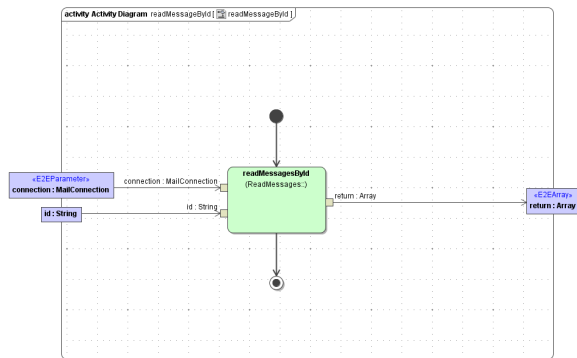 activity Activity Diagram readMessageById [ readMessageById ]
readMessagesById
(ReadMessages::)
«E2EParameter»
connection : MailConnection
connection : MailConnection
id : String
id : String
return : Array
«E2EArray»
return : Array